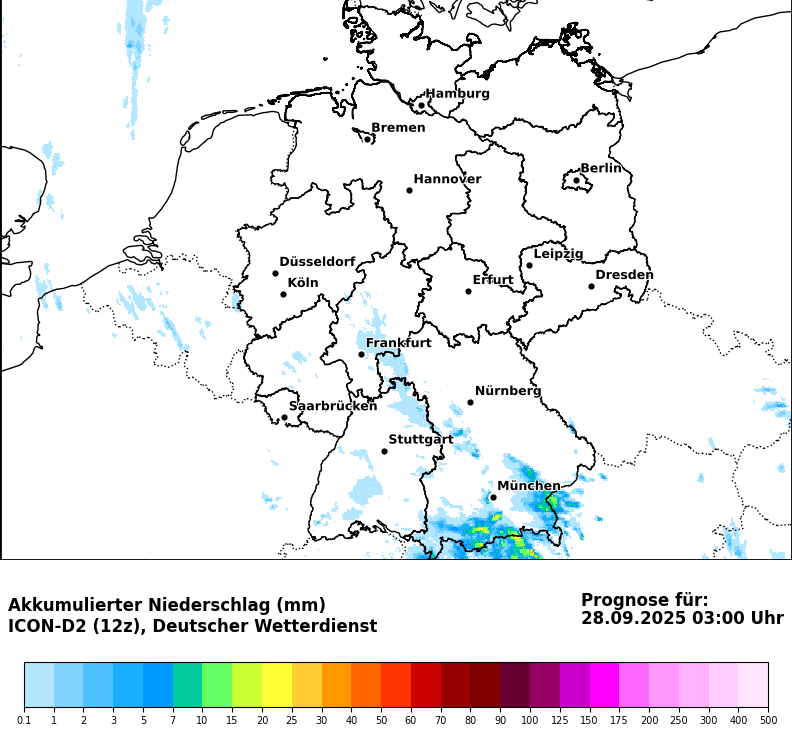 Hamburg
Bremen
Berlin
Hannover
Leipzig
Düsseldorf
Dresden
Köln
Erfurt
Frankfurt
Nürnberg
Saarbrücken
Stuttgart
München
Akkumulierter Niederschlag (mm)
ICON-D2 (12z), Deutscher Wetterdienst
Prognose für:
28.09.2025 03:00 Uhr
0.1 1 2 3 5 7 10 15 20 25 30 40 50 60 70 80 90 100 125 150 175 200 250 300 400 500